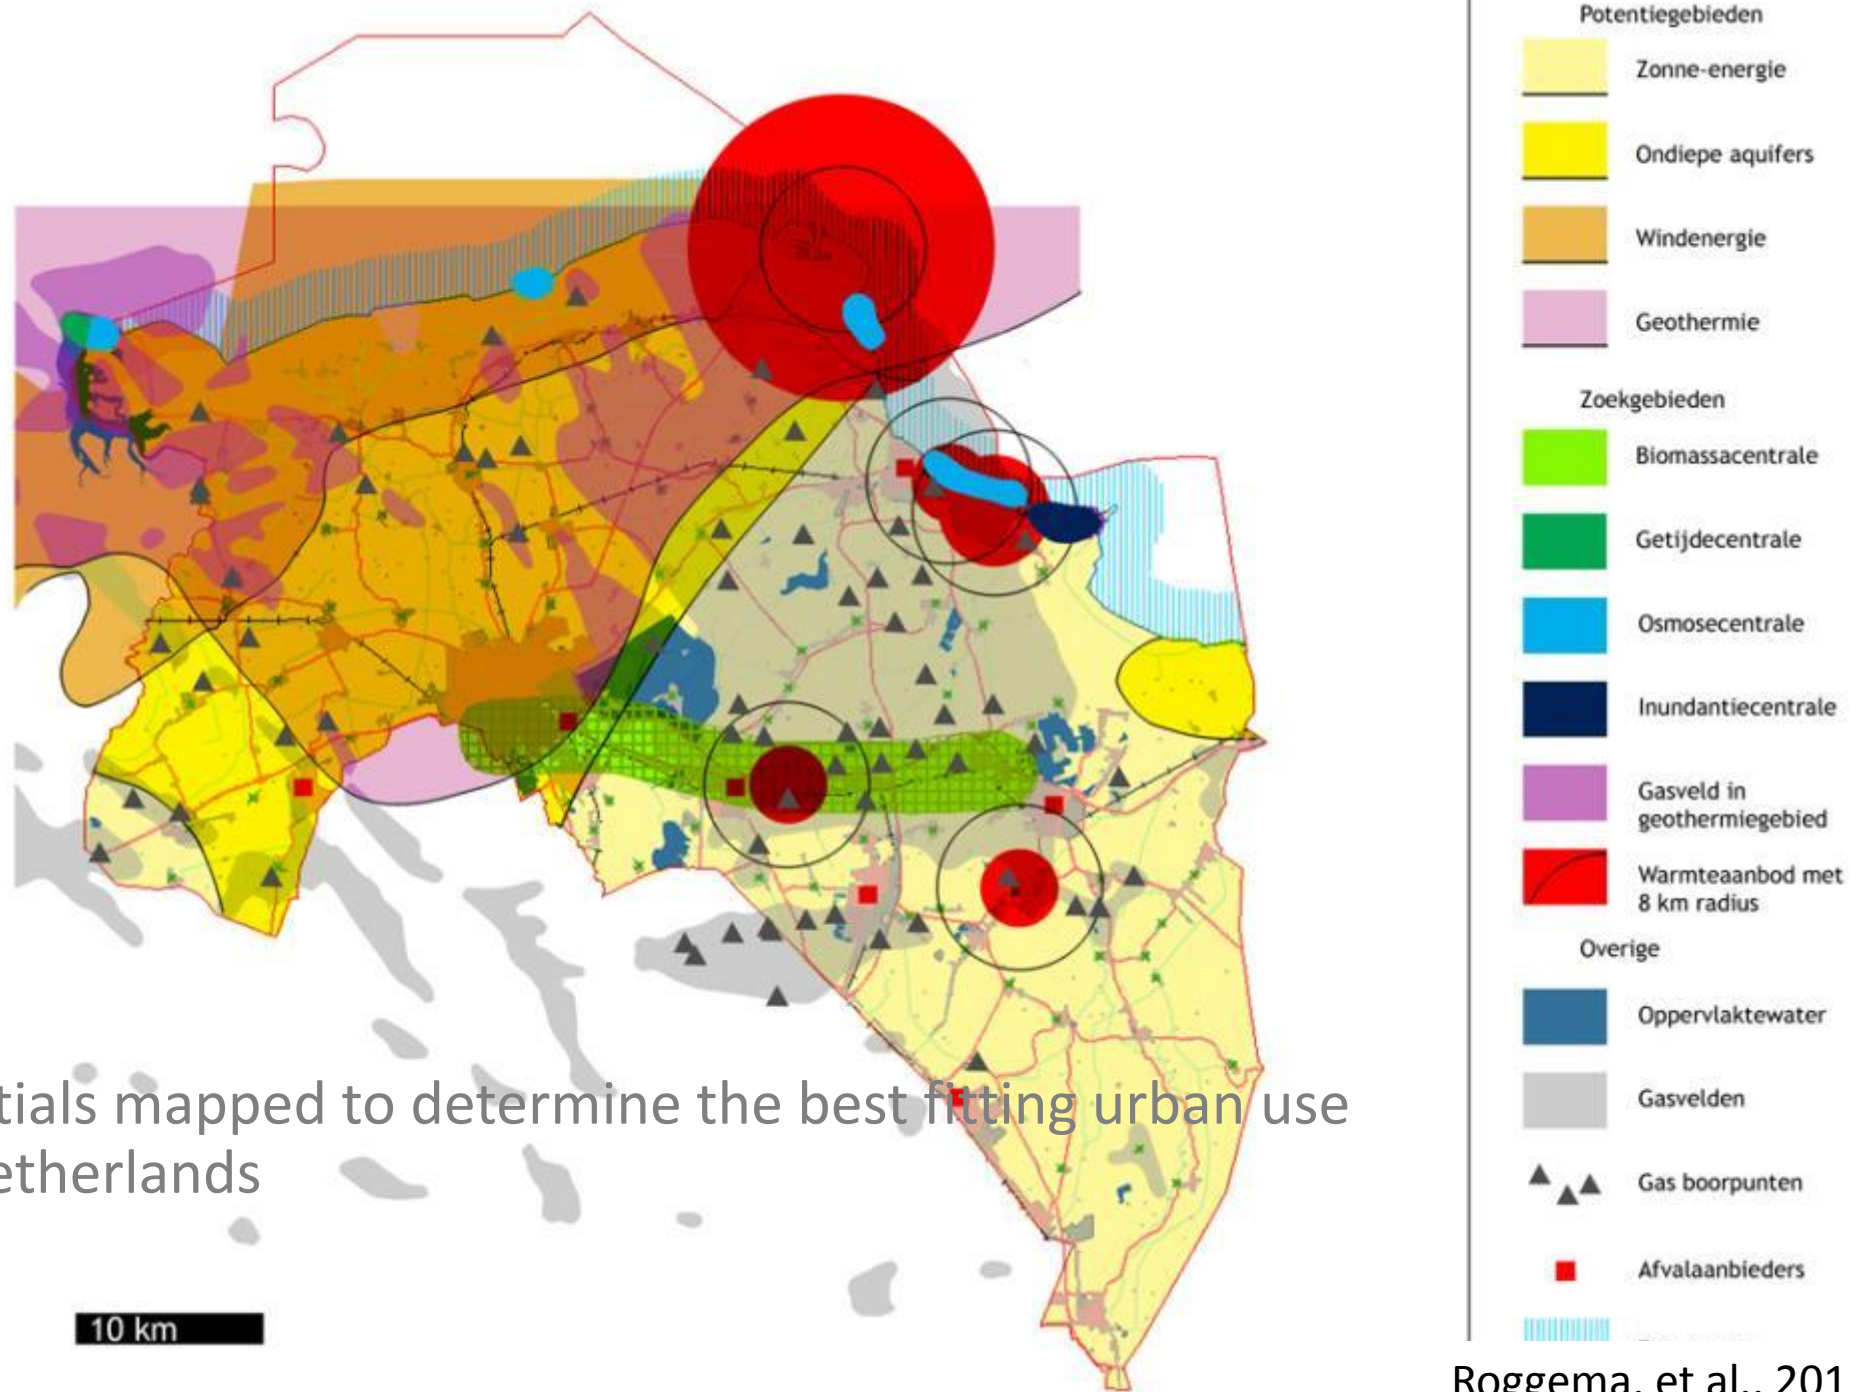 Potentiegebieden
Zonne-energie
Ondiepe aquifers
Windenergie
Geothermie
Zoekgebieden
Biomassacentrale
Getijdecentrale
Osmosecentrale
Inundantiecentrale
Gasveld in
geothermiegebied
Warmteaanbod met
8 km radius
Overige
Oppervlaktewater
Gasvelden
Gas boorpunten
Afvalaanbieders
tials mapped to determine the best fitting urban use
etherlands
10 km
Roggema, et al., 201